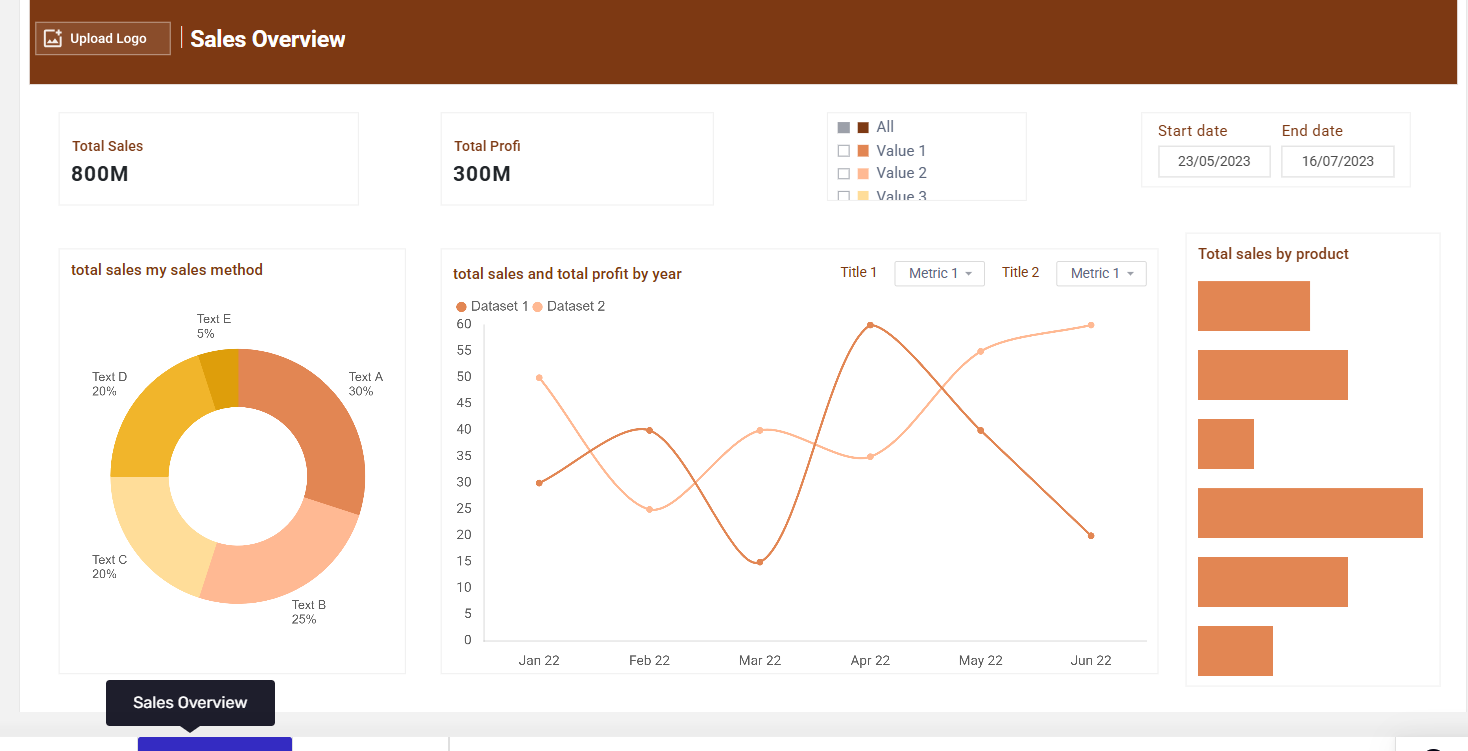 Upload Logo
Sales Overview
Total Sales
800M
Total Profi
300M
All
Value 1
Value 2
Value 3
Start date
End date
23/05/2023
16/07/2023
total sales my sales method
Text E
5%
Text D
20%
Text A
30%
Text C
20%
Text B
25%
total sales and total profit by year
Title 1
Metric 1
Title 2
Metric 1
Dataset 1
Dataset 2
60
55
50
45
40
35
30
25
20
15
10
5
0
Jan 22
Feb 22
Mar 22
Apr 22
May 22
Jun 22
Total sales by product
Sales Overview